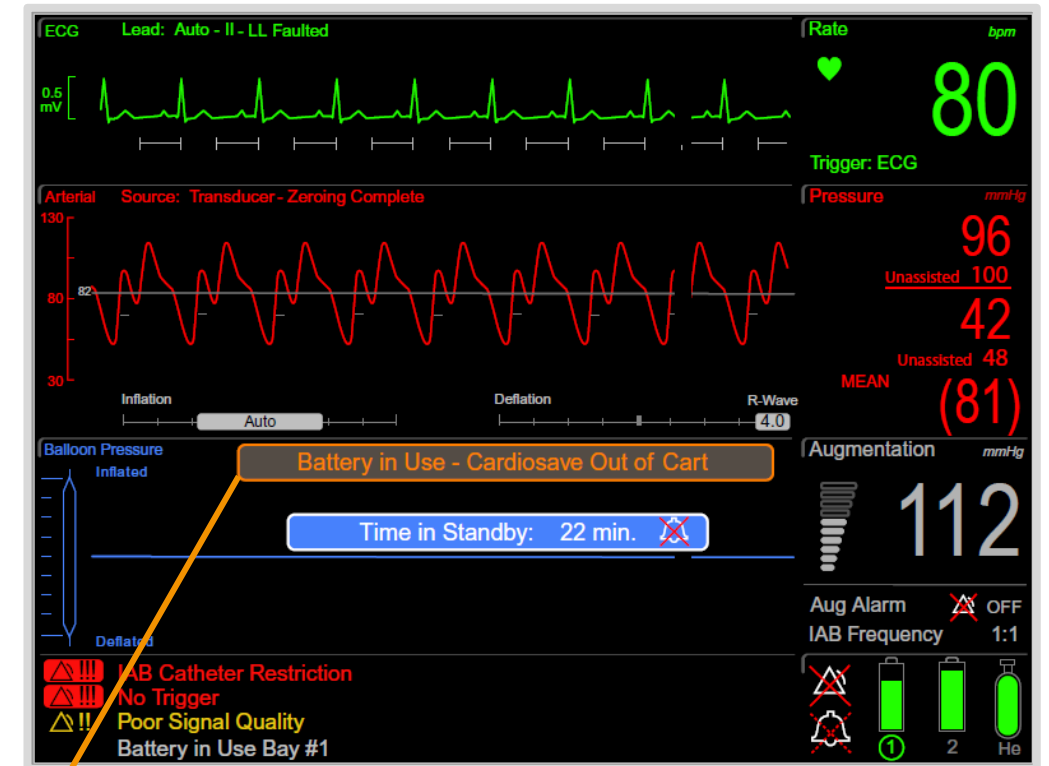 ECG Lead: Auto - II - LL Faulted
0.5
mV
Rate bpm
80
Trigger: ECG
Arterial Source: Transducer - Zeroing Complete
130
80
82
30
Pressure mmHg
96
Unassisted 100
42
Unassisted 48
MEAN
(81)
Inflation Deflation R-Wave
Auto 4.0
Balloon Pressure
Inflated
Battery in Use - Cardiosave Out of Cart
Time in Standby: 22 min.
Deflated
Augmentation mmHg
112
Aug Alarm OFF
IAB Frequency 1:1
!!! IAB Catheter Restriction
!!! No Trigger
!! Poor Signal Quality
Battery in Use Bay #1
1 2 He